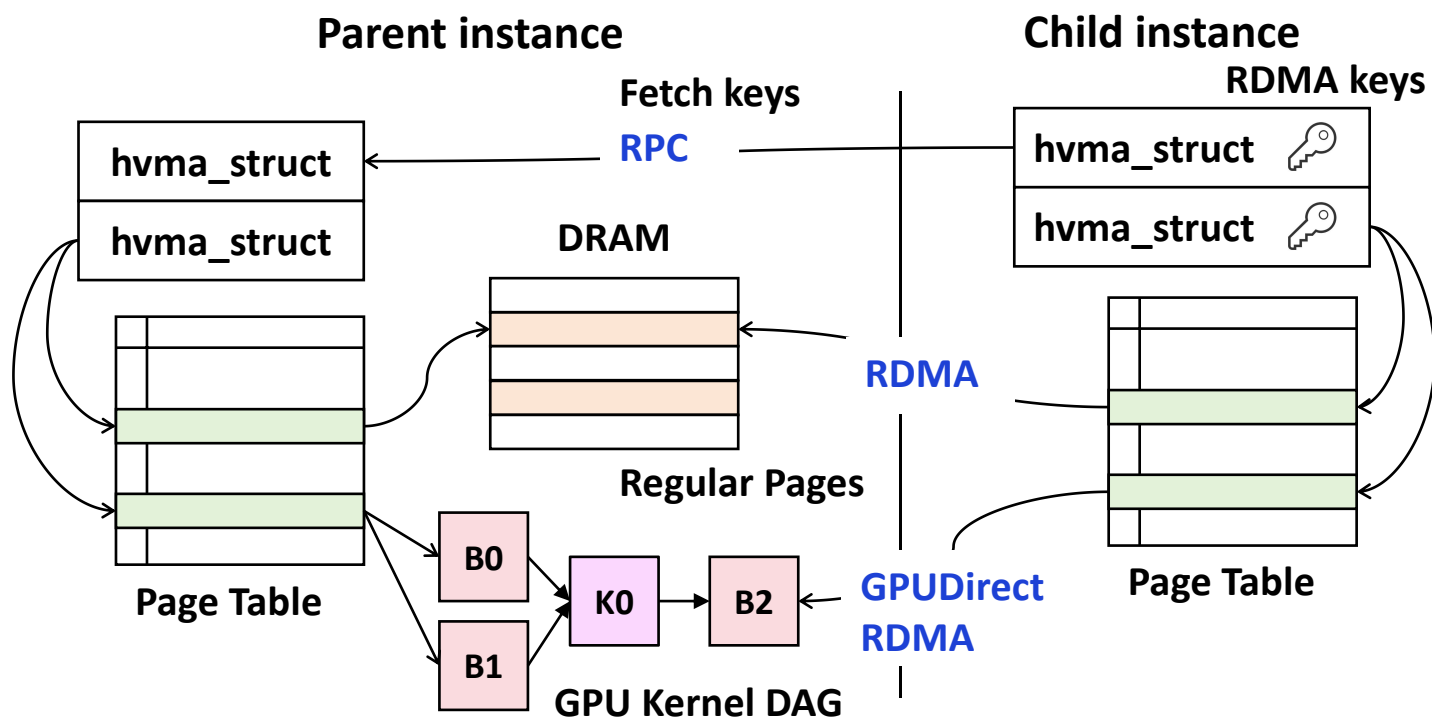 Parent instance
Child instance
Fetch keys
RDMA keys
RPC
hvma_struct
hvma_struct
hvma_struct
hvma_struct
DRAM
RDMA
Regular Pages
B0
K0
B2
B1
GPUDirect
RDMA
Page Table
Page Table
GPU Kernel DAG